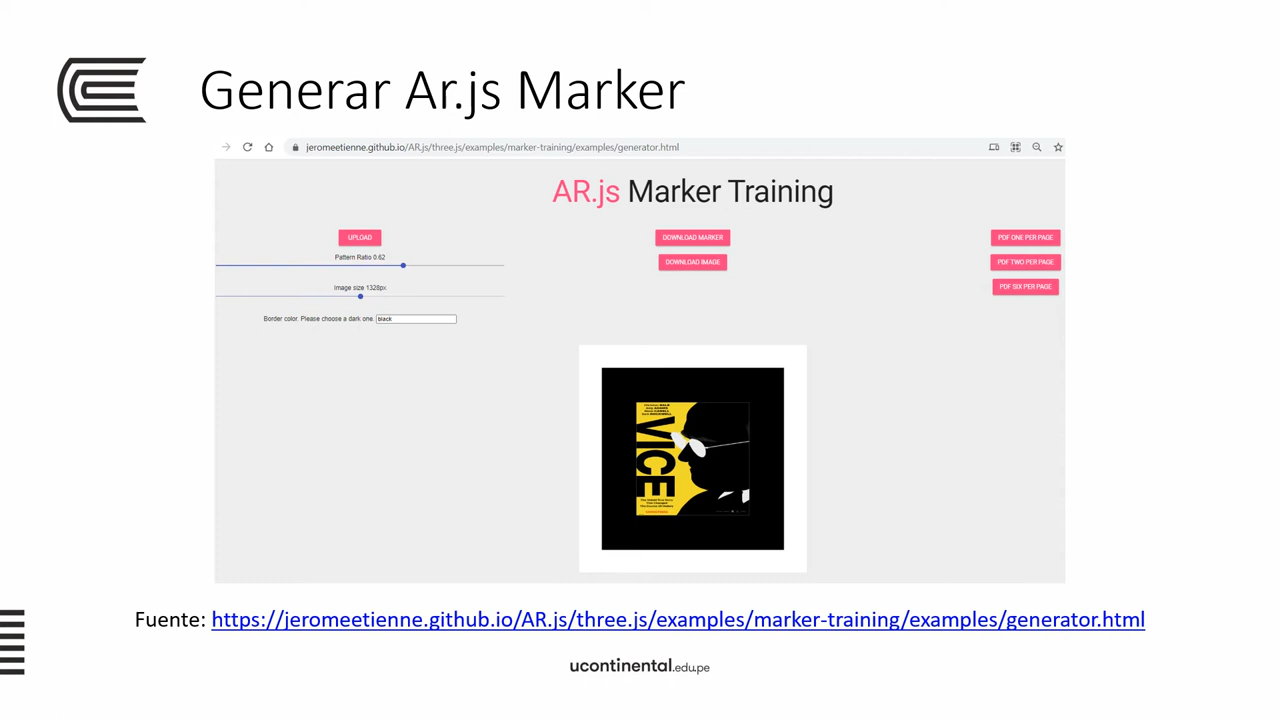 Generar Ar.js Marker
jeromeetienne.github.io/AR.js/three.js/examples/marker-training/examples/generator.html
AR.js Marker Training
UPLOAD
Pattern Ratio 0.62
Image size 1328px
Border color. Please choose a dark one. black
DOWNLOAD MARKER
DOWNLOAD IMAGE
PDF ONE PER PAGE
PDF TWO PER PAGE
PDF SIX PER PAGE
VICE
Fuente: https://jeromeetienne.github.io/AR.js/three.js/examples/marker-training/examples/generator.html
ucontinental.edu.pe